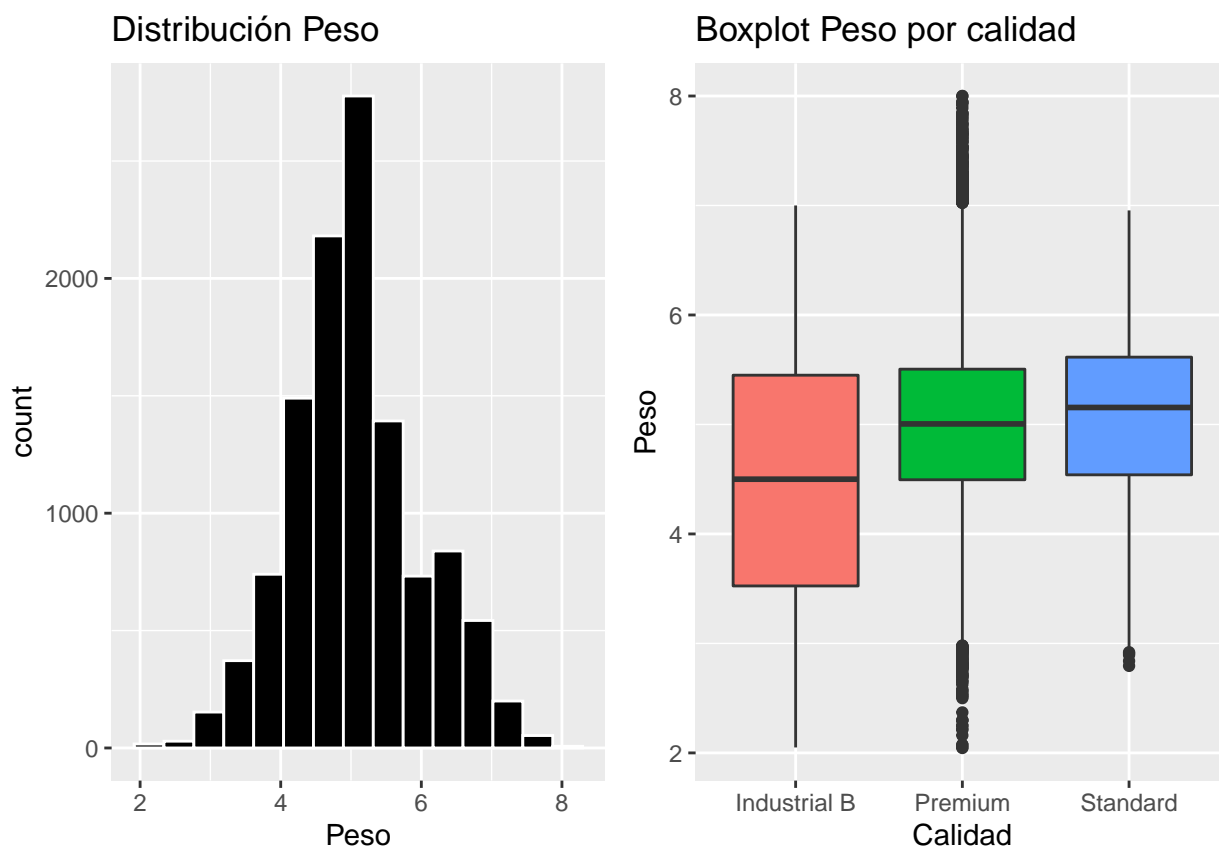 Distribución Peso
2000
1000
0
count
2 4 6 8
Peso
Boxplot Peso por calidad
8
6
4
2
Peso
Industrial B Premium Standard
Calidad